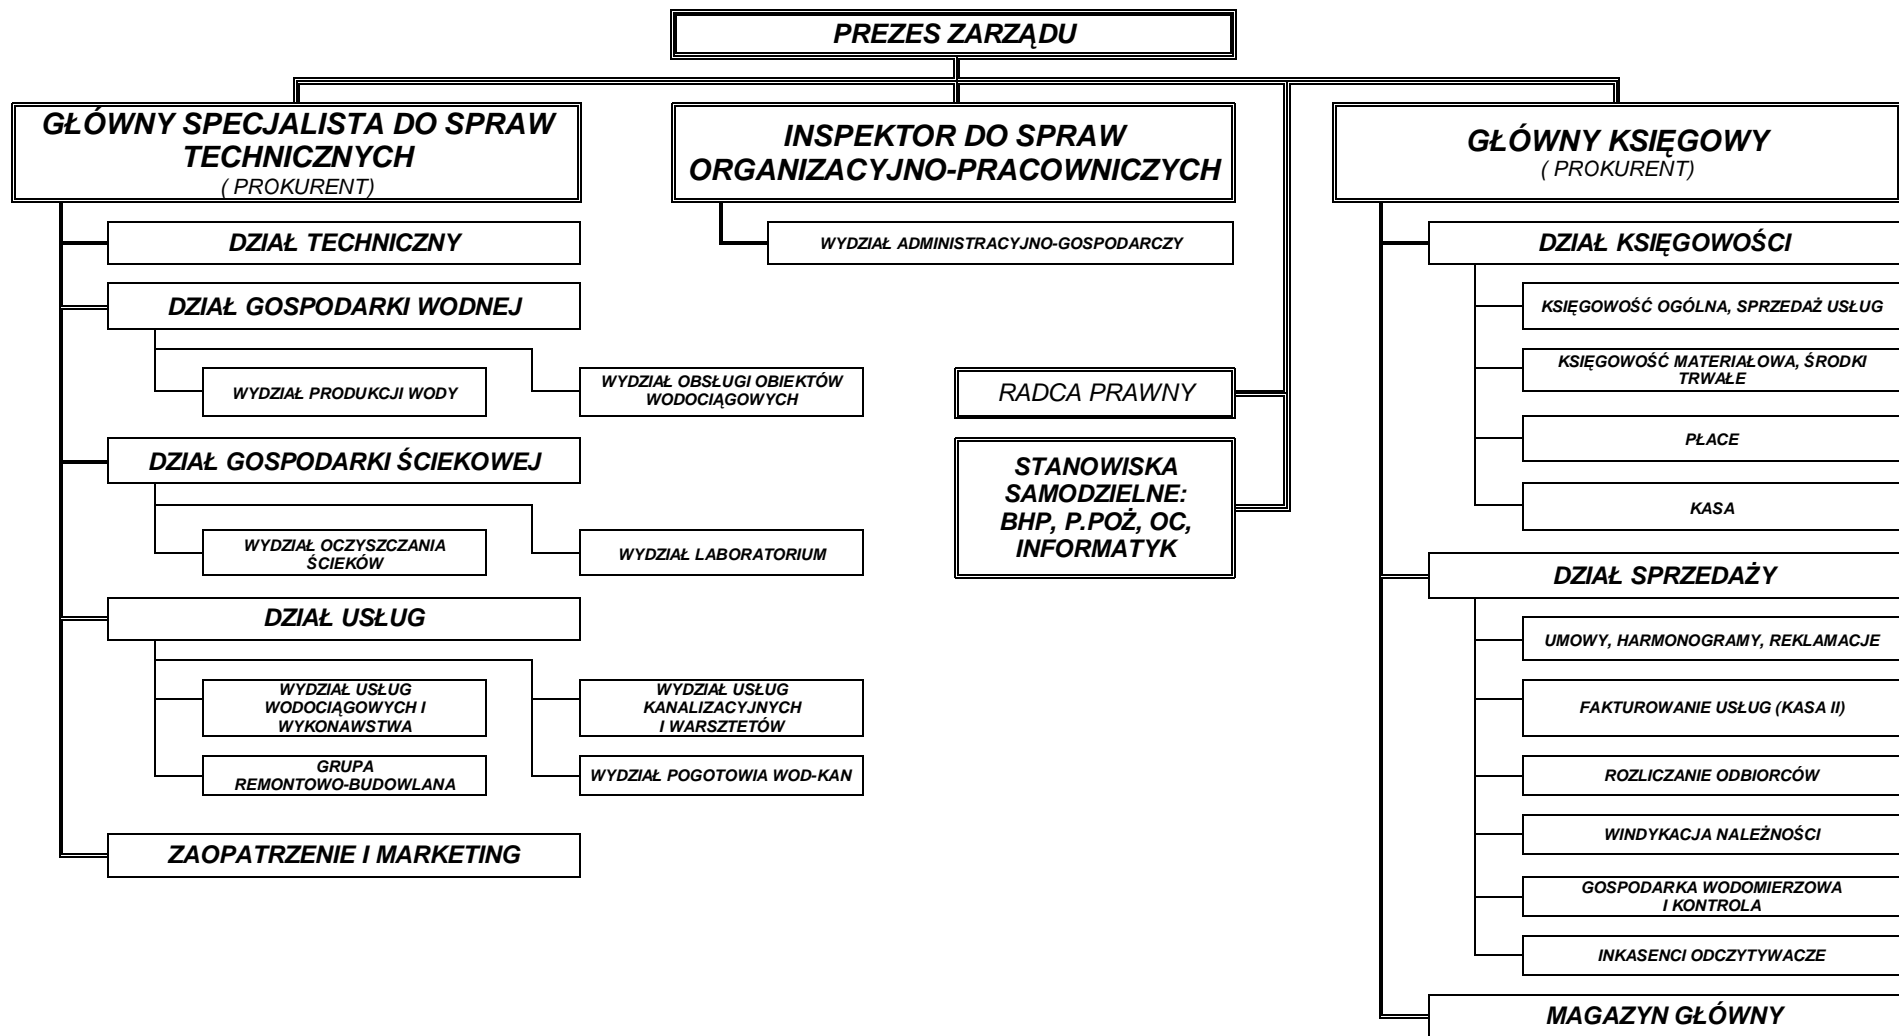 PREZES ZARZĄDU
GŁÓWNY SPECJALISTA DO SPRAW
TECHNICZNYCH
( PROKURENT)
DZIAŁ TECHNICZNY
DZIAŁ GOSPODARKI WODNEJ
WYDZIAŁ PRODUKCJI WODY
WYDZIAŁ OBSŁUGI OBIEKTÓW
WODOCIĄGOWYCH
DZIAŁ GOSPODARKI ŚCIEKOWEJ
WYDZIAŁ OCZYSZCZANIA
ŚCIEKÓW
WYDZIAŁ LABORATORIUM
DZIAŁ USŁUG
WYDZIAŁ USŁUG
WODOCIĄGOWYCH I
WYKONAWSTWA
WYDZIAŁ USŁUG
KANALIZACYJNYCH
I WARSZTETÓW
GRUPA
REMONTOWO-BUDOWLANA
WYDZIAŁ POGOTOWIA WOD-KAN
ZAOPATRZENIE I MARKETING
INSPEKTOR DO SPRAW
ORGANIZACYJNO-PRACOWNICZYCH
WYDZIAŁ ADMINISTRACYJNO-GOSPODARCZY
RADCA PRAWNY
STANOWISKA
SAMODZIELNE:
BHP, P.POŻ, OC,
INFORMATYK
GŁÓWNY KSIĘGOWY
( PROKURENT)
DZIAŁ KSIĘGOWOŚCI
KSIĘGOWOŚĆ OGÓLNA, SPRZEDAŻ USŁUG
KSIĘGOWOŚĆ MATERIAŁOWA, ŚRODKI
TRWAŁE
PŁACE
KASA
DZIAŁ SPRZEDAŻY
UMOWY, HARMONOGRAMY, REKLAMACJE
FAKTUROWANIE USŁUG (KASA II)
ROZLICZANIE ODBIORCÓW
WINDYKACJA NALEŻNOŚCI
GOSPODARKA WODOMIERZOWA
I KONTROLA
INKASENCI ODCZYTYWACZE
MAGAZYN GŁÓWNY